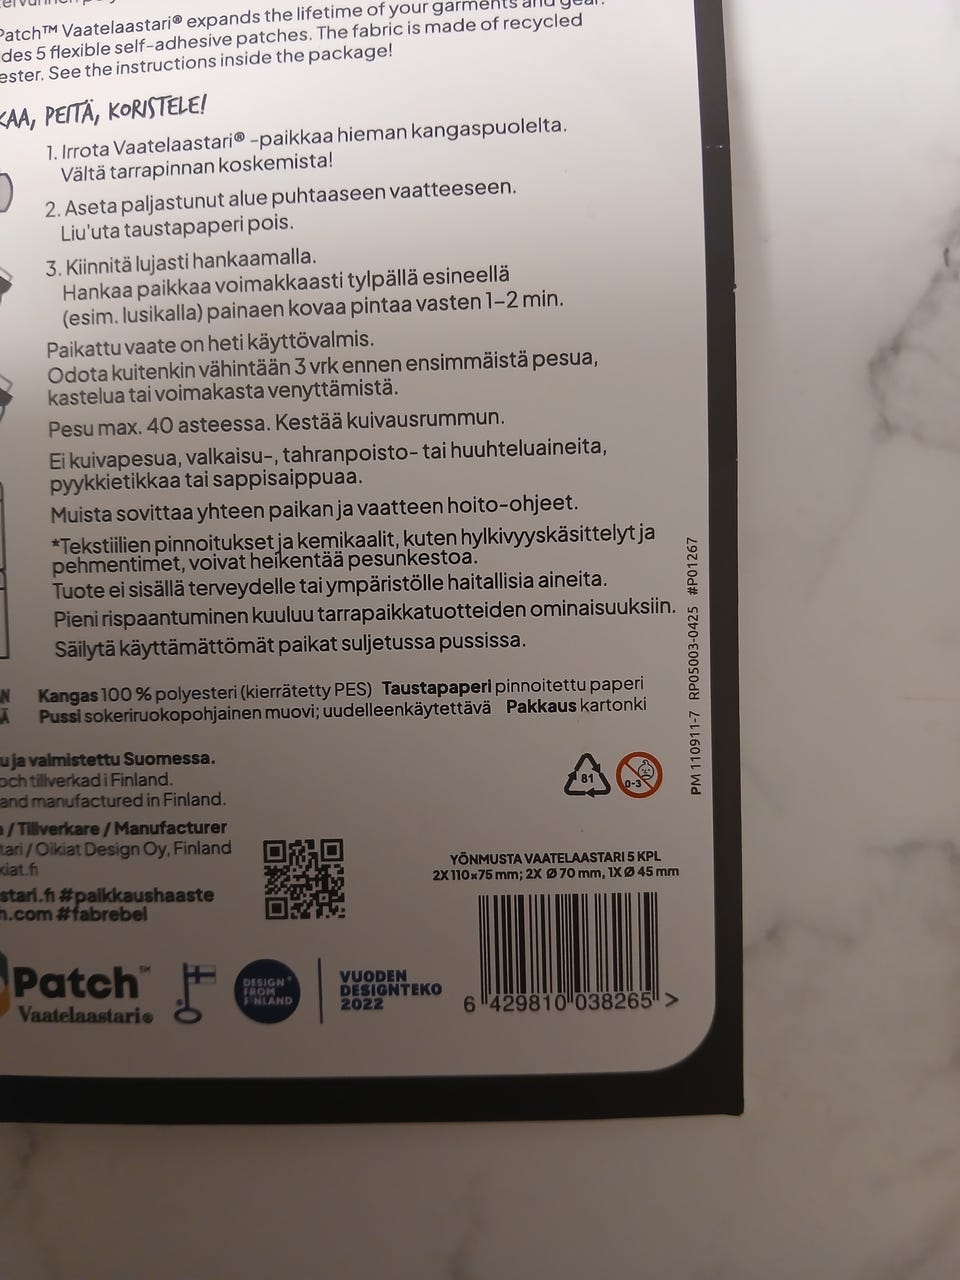 Patch™ Vaatelaastari® expands the lifetime of your garments and gear.
des 5 flexible self-adhesive patches. The fabric is made of recycled
ester. See the instructions inside the package!
KAA, PEITÄ, KORISTELE!
1. Irrota Vaatelaastari® -paikkaa hieman kangaspuolelta.
Vältä tarrapinnan koskemista!
2. Aseta paljastunut alue puhtaaseen vaatteeseen.
Liu'uta taustapaperi pois.
3. Kiinnitä lujasti hankaamalla.
Hankaa paikkaa voimakkaasti tylpällä esineellä
(esim. lusikalla) painaen kovaa pintaa vasten 1–2 min.
Paikattu vaate on heti käyttövalmis.
Odota kuitenkin vähintään 3 vrk ennen ensimmäistä pesua,
kastelua tai voimakasta venyttämistä.
Pesu max. 40 asteessa. Kestää kuivausrummun.
Ei kuivapesua, valkaisu-, tahranpoisto- tai huuhteluaineita,
pyykkietikkaa tai sappisaippuaa.
Muista sovittaa yhteen paikan ja vaatteen hoito-ohjeet.
*Tekstiilien pinnoitukset ja kemikaalit, kuten hylkivyyskäsittelyt ja
pehmentimet, voivat heikentää pesunkestoa.
Tuote ei sisällä terveydelle tai ympäristölle haitallisia aineita.
Pieni rispaantuminen kuuluu tarrapaikkatuotteiden ominaisuuksiin.
Säilytä käyttämättömät paikat suljetussa pussissa.
Kangas 100 % polyesteri (kierrätetty PES) Taustapaperi pinnoitettu paperi
Pussi sokeriruokopohjainen muovi; uudelleenkäytettävä Pakkaus kartonki
PM 110911-7 RP05003-0425 #P01267
u ja valmistettu Suomessa.
och tillverkad i Finland.
and manufactured in Finland.
/ Tillverkare / Manufacturer
tari / Oikiat Design Oy, Finland
kiat.fi
stari.fi #paikkaushaaste
h.com #fabrebel
81
0-3
YÖNMUSTA VAATELAASTARI 5 KPL
2X 110x75 mm; 2X Ø 70 mm, 1X Ø 45 mm
6 429810 038265 >
Patch™
Vaatelaastari®
DESIGN
FROM
FINLAND
VUODEN
DESIGNTEKO
2022